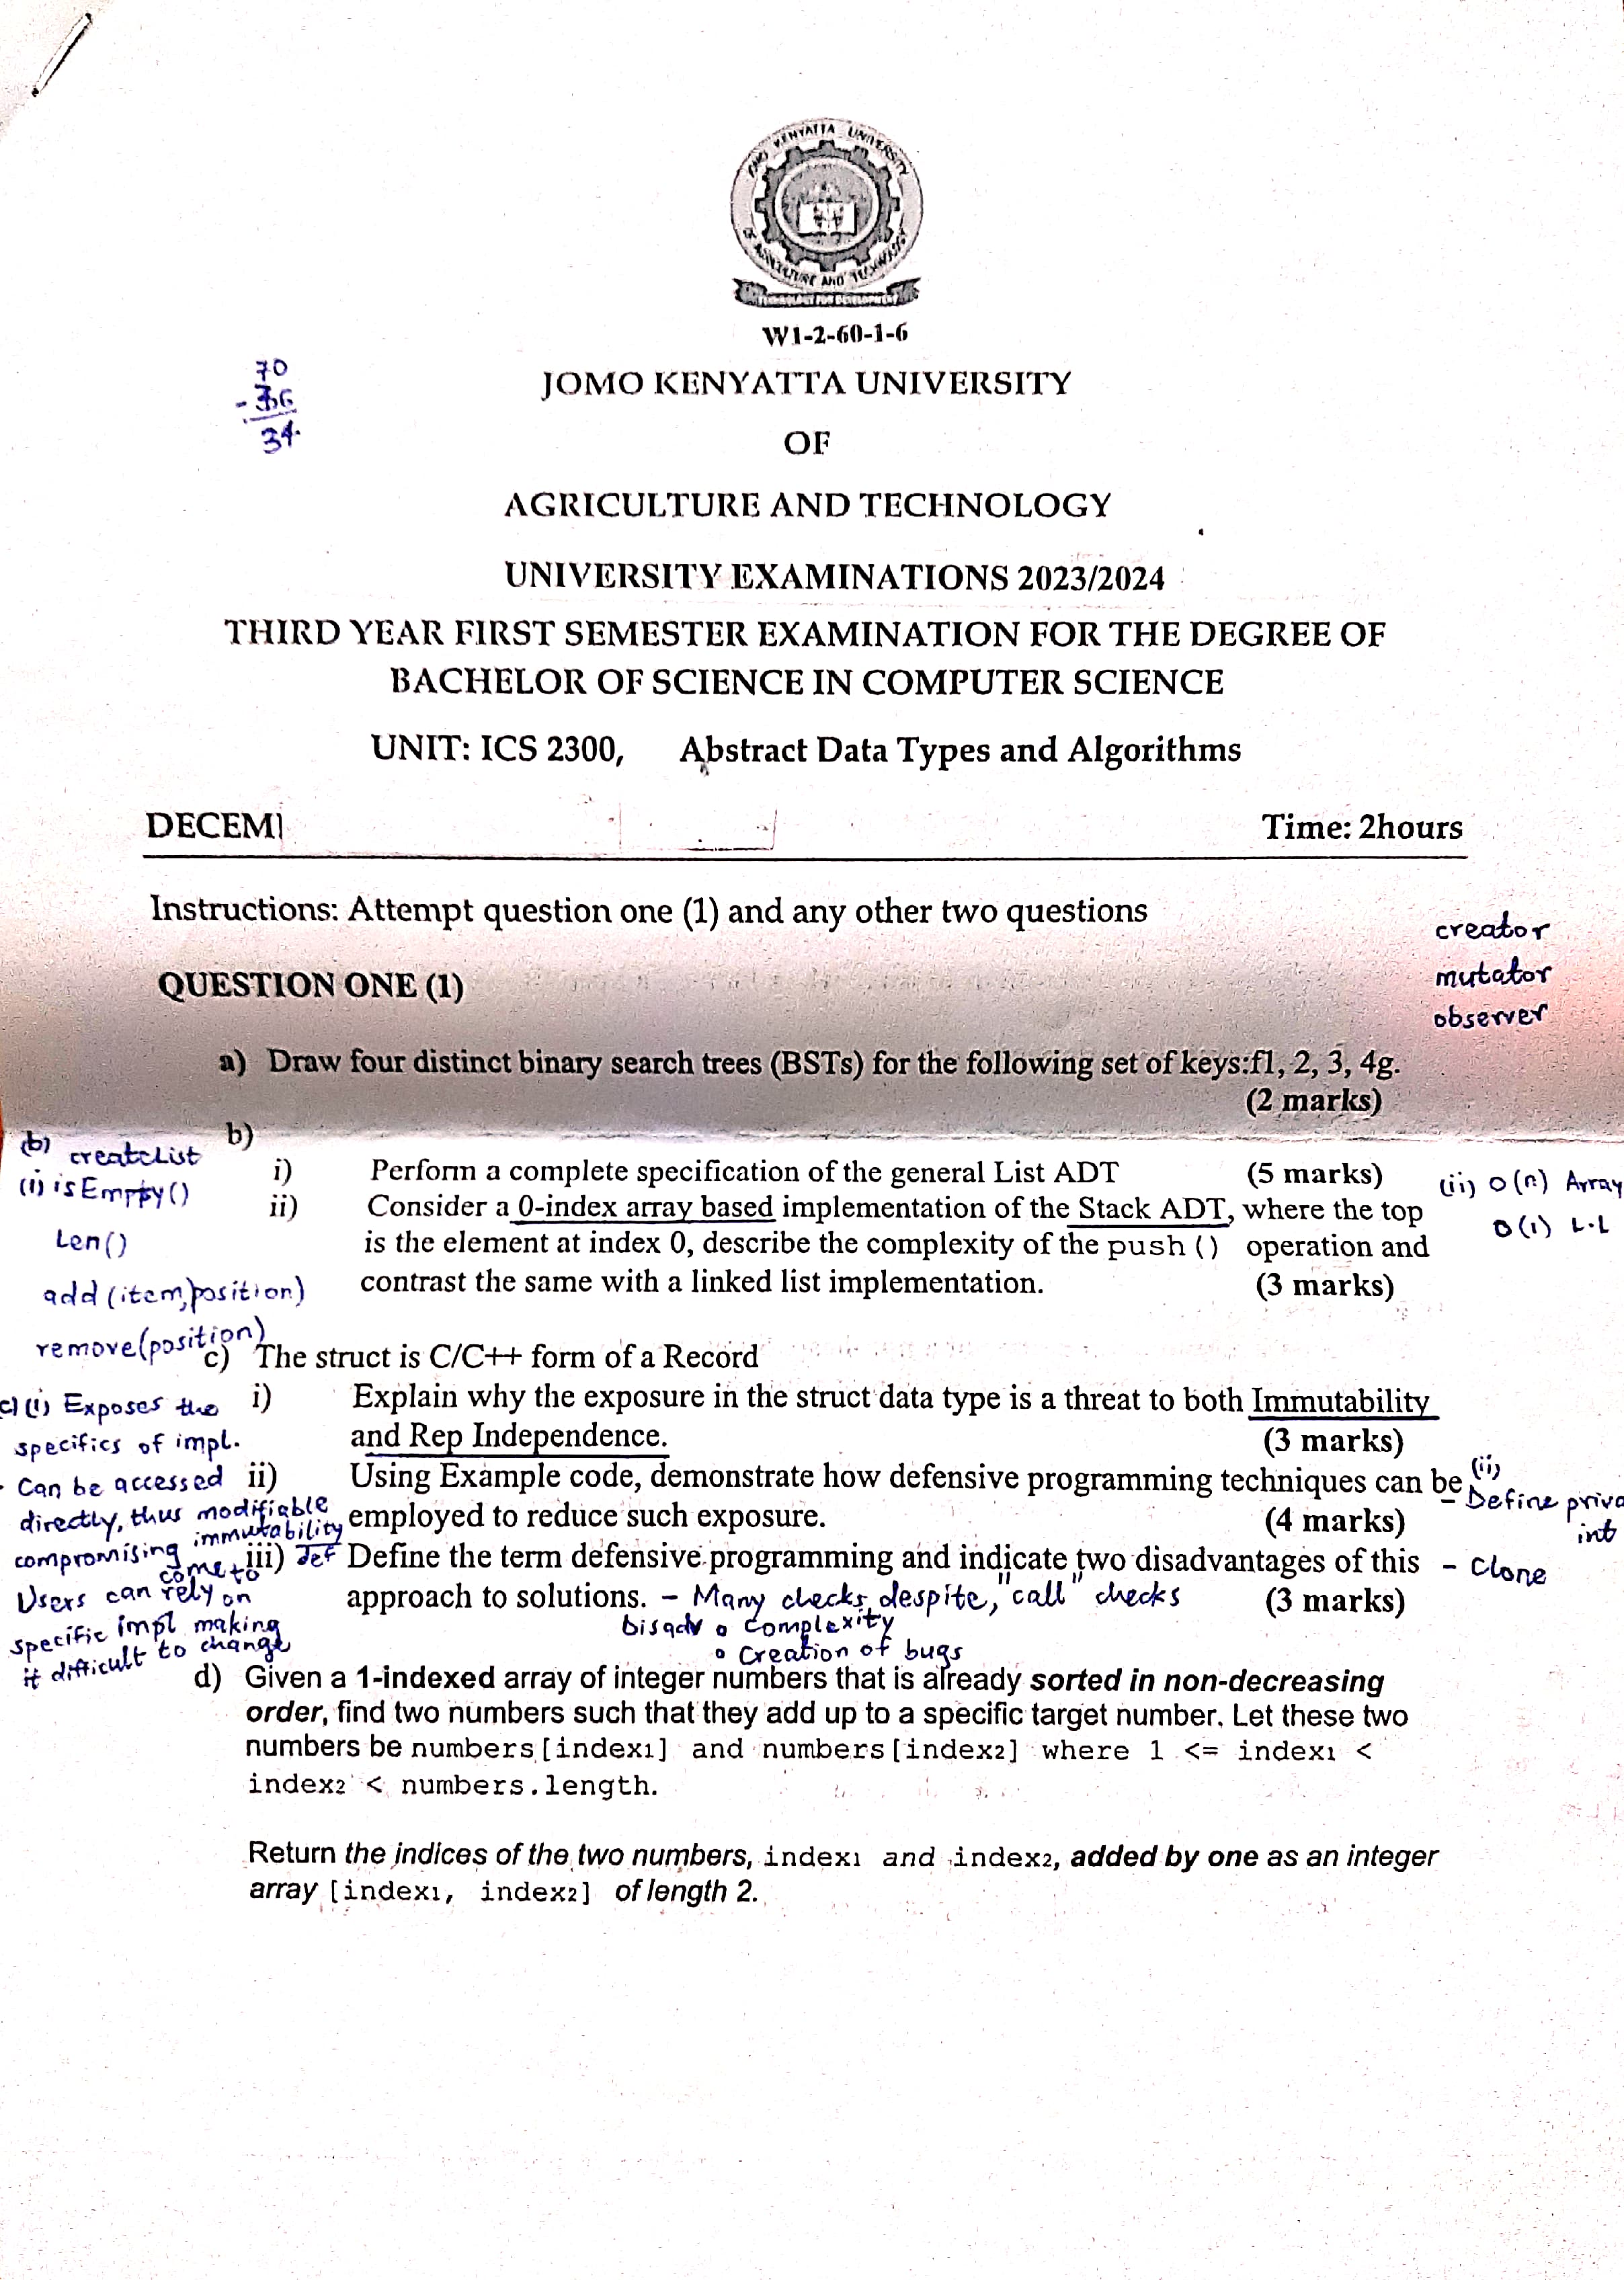 JOMO KENYATTA UNIVERSITY
OF AGRICULTURE AND TECHNOLOGY
TECHNOLOGY FOR DEVELOPMENT
W1-2-60-1-6
70
- 36
34
JOMO KENYATTA UNIVERSITY
OF
AGRICULTURE AND TECHNOLOGY
UNIVERSITY EXAMINATIONS 2023/2024
THIRD YEAR FIRST SEMESTER EXAMINATION FOR THE DEGREE OF
BACHELOR OF SCIENCE IN COMPUTER SCIENCE
UNIT: ICS 2300, Abstract Data Types and Algorithms
DECEM Time: 2hours
Instructions: Attempt question one (1) and any other two questions
creator
mutator
observer
QUESTION ONE (1)
a) Draw four distinct binary search trees (BSTs) for the following set of keys:f1, 2, 3, 4g.
(2 marks)
b)
(b) createList
(i) isEmpty()
Len()
add (item, position)
remove(position)
i) Perform a complete specification of the general List ADT (5 marks)
ii) Consider a 0-index array based implementation of the Stack ADT, where the top
is the element at index 0, describe the complexity of the push () operation and
contrast the same with a linked list implementation. (3 marks)
(ii) O(n) Array
O(1) L.L
c) The struct is C/C++ form of a Record
i) Explain why the exposure in the struct data type is a threat to both Immutability
and Rep Independence. (3 marks)
ii) Using Example code, demonstrate how defensive programming techniques can be
employed to reduce such exposure. (4 marks)
iii) Define the term defensive programming and indicate two disadvantages of this
approach to solutions. (3 marks)
c) (i) Exposes the
specifics of impl.
- Can be accessed
directly, thus modifiable
compromising immutability
Users can come to rely on
specific impl making
it difficult to change
(ii)
- Define
int
- Clone
Def
- Many checks despite, "call" checks
Disadv o Complexity
o Creation of bugs
d) Given a 1-indexed array of integer numbers that is already sorted in non-decreasing
order, find two numbers such that they add up to a specific target number. Let these two
numbers be numbers[index1] and numbers[index2] where 1 <= index1 <
index2 < numbers.length.
Return the indices of the two numbers, index1 and index2, added by one as an integer
array [index1, index2] of length 2.